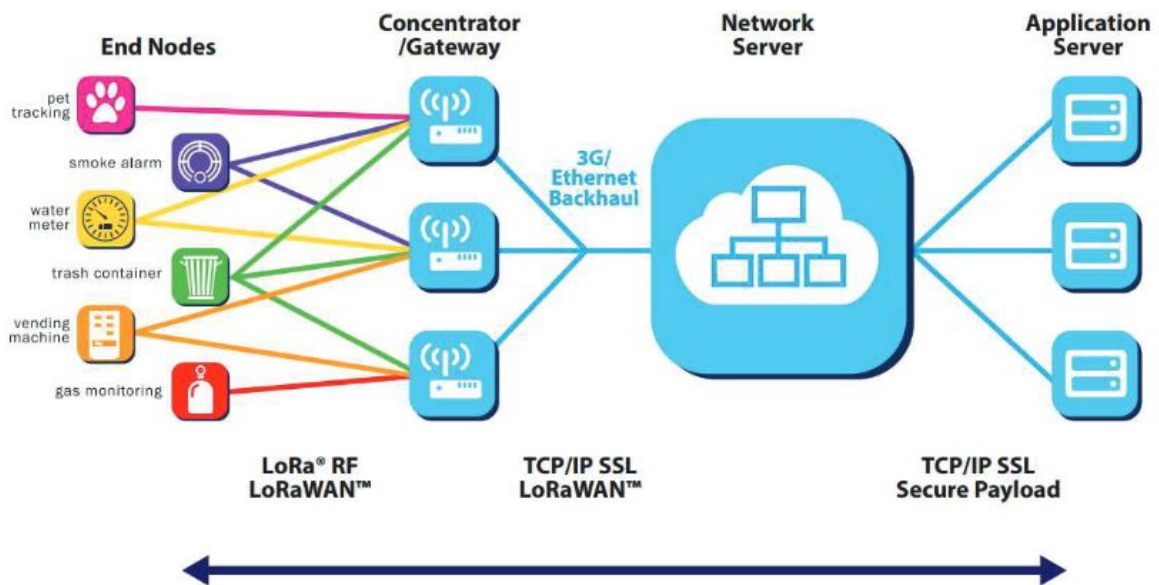 End Nodes
Concentrator
/Gateway
Network
Server
Application
Server
pet
tracking
smoke alarm
water
meter
trash container
vending
machine
gas monitoring
3G/
Ethernet
Backhaul
LoRa® RF
LoRaWAN™
TCP/IP SSL
LoRaWAN™
TCP/IP SSL
Secure Payload